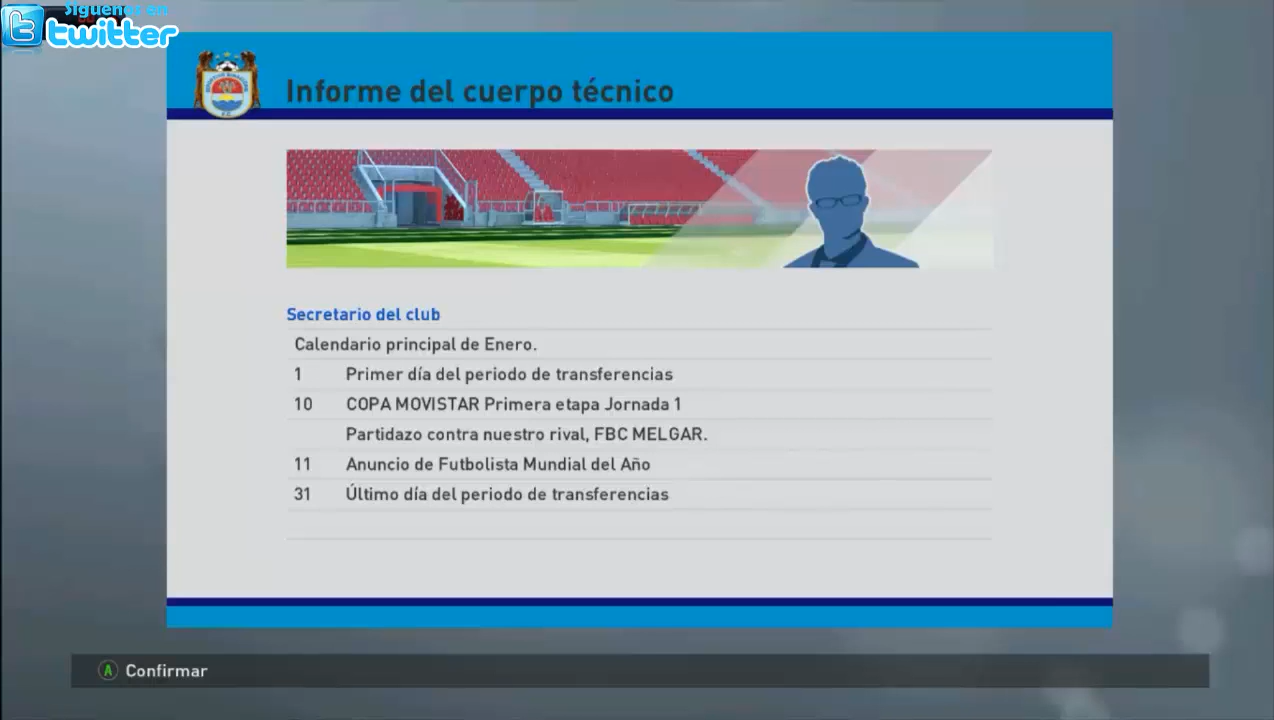 Síguenos en
twitter
Informe del cuerpo técnico
Secretario del club
Calendario principal de Enero.
1 Primer día del periodo de transferencias
10 COPA MOVISTAR Primera etapa Jornada 1
Partidazo contra nuestro rival, FBC MELGAR.
11 Anuncio de Futbolista Mundial del Año
31 Último día del periodo de transferencias
A Confirmar